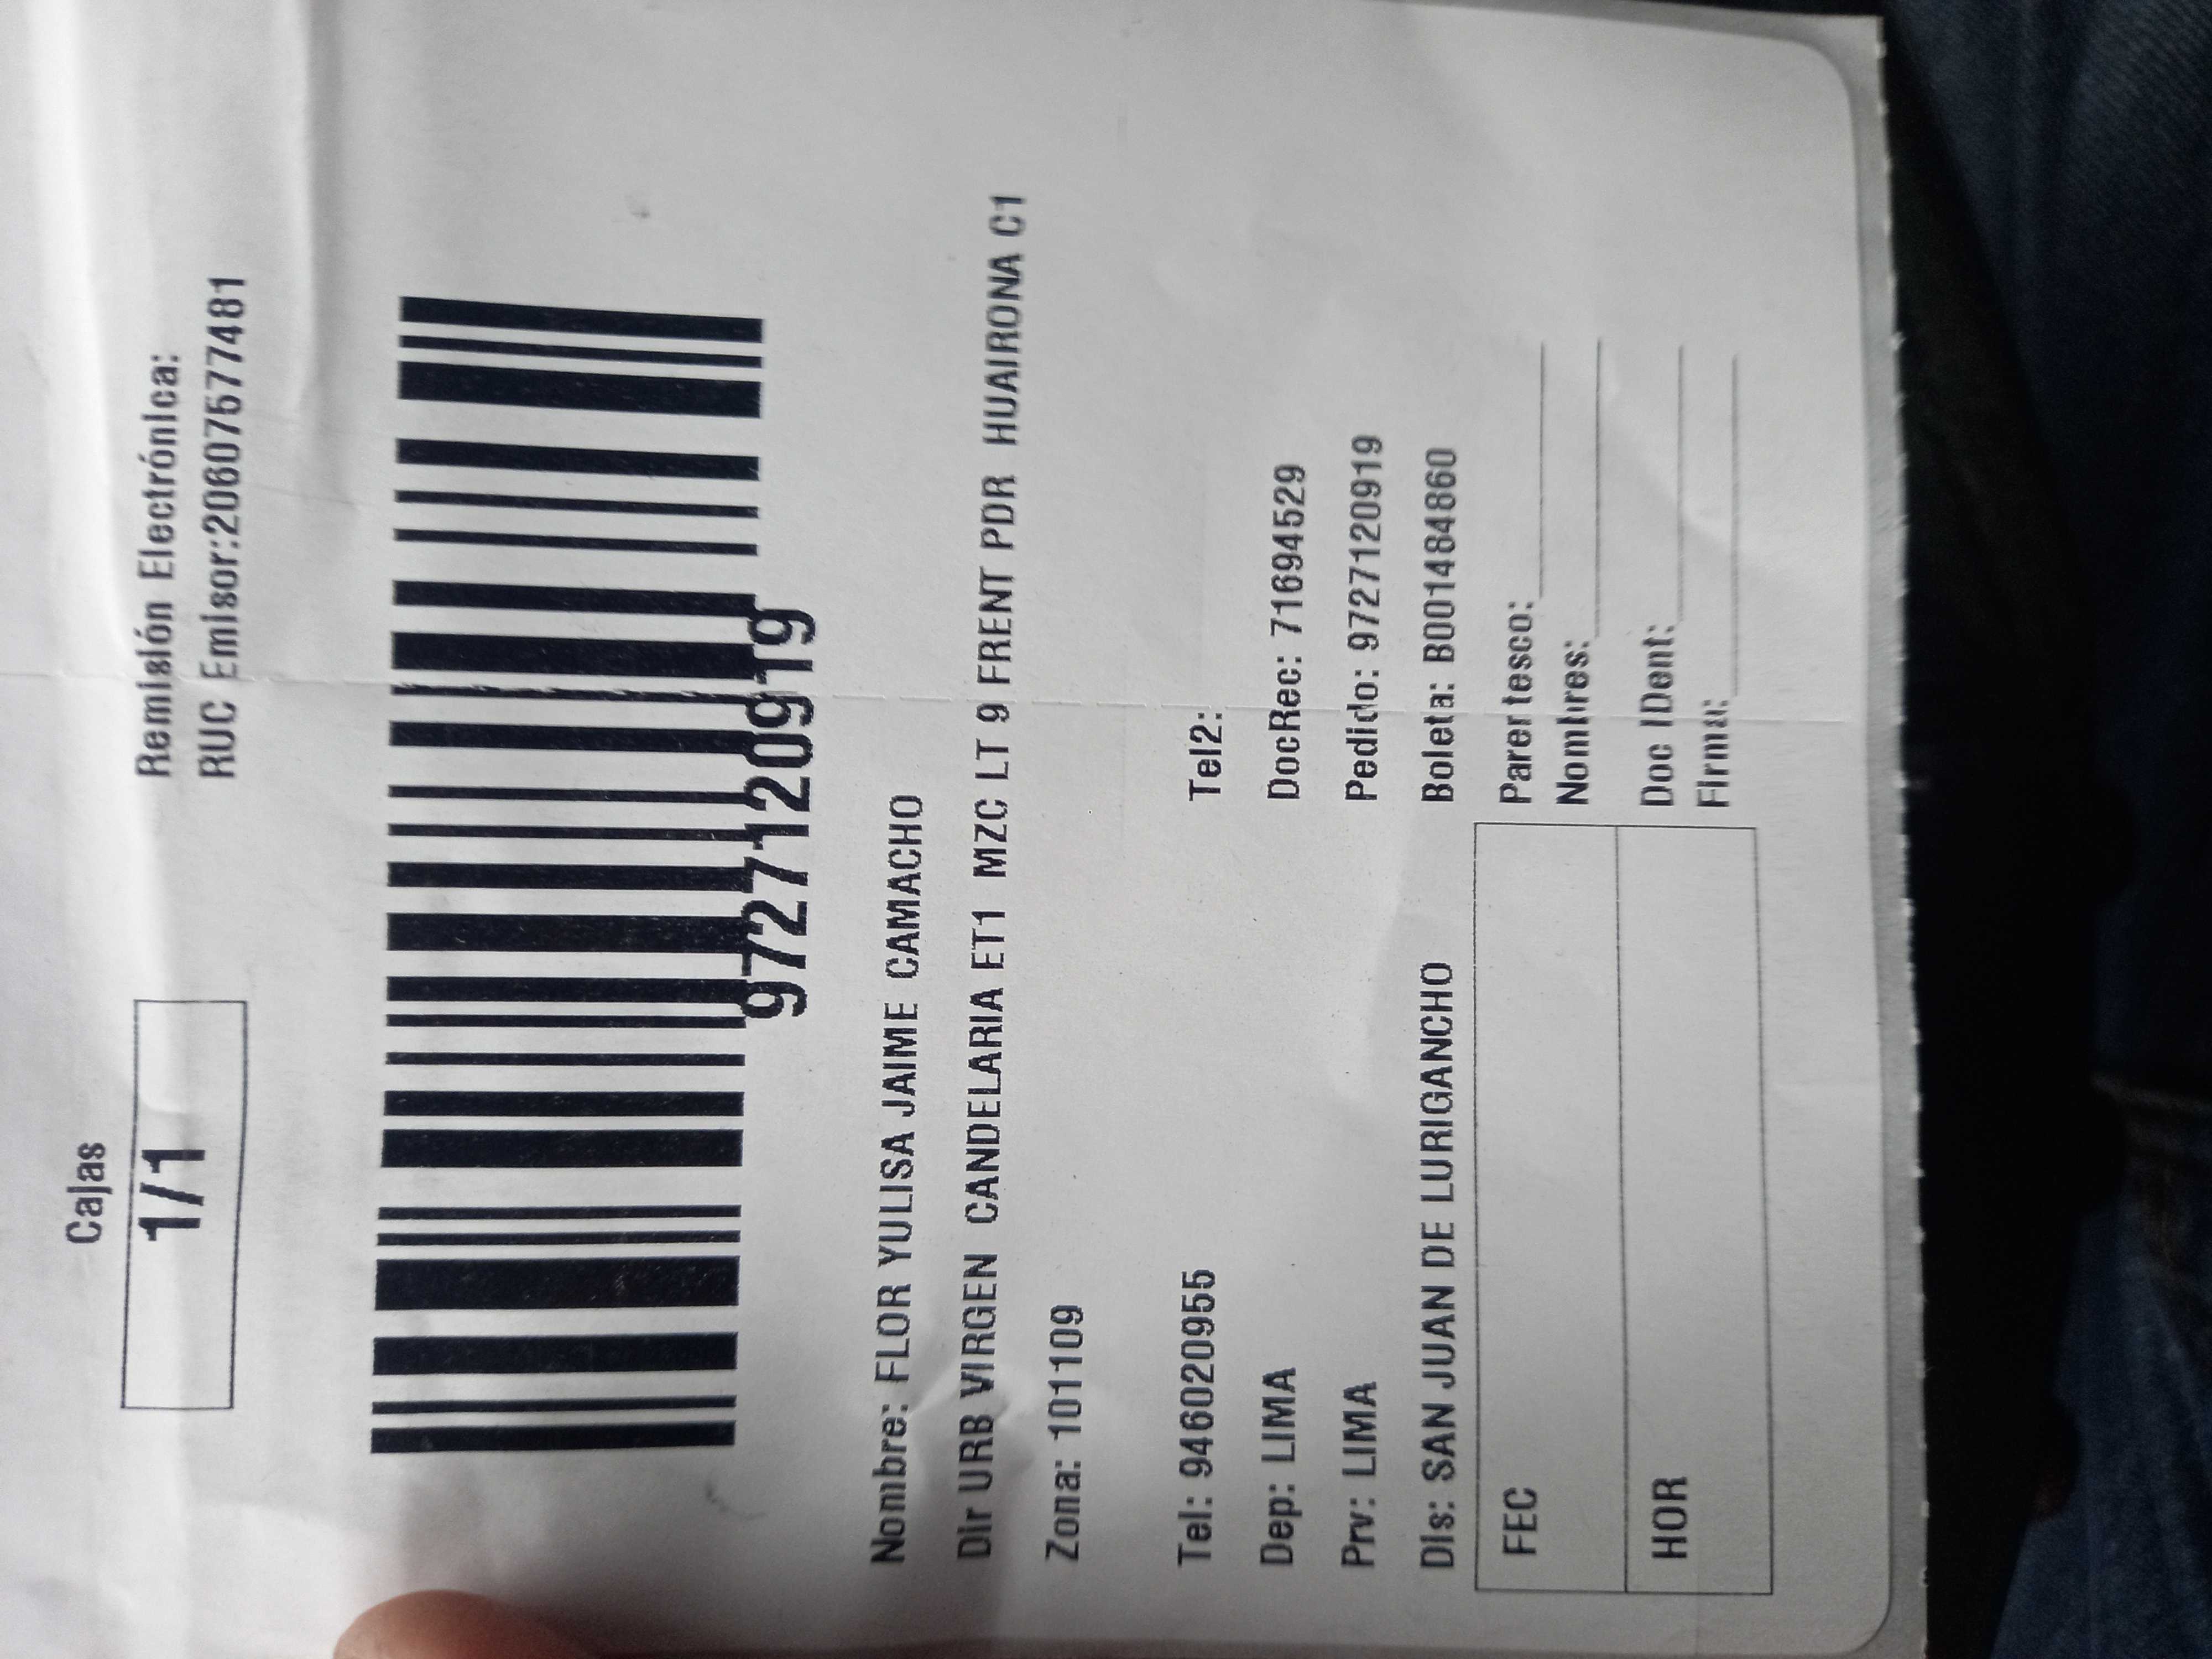 Cajas
1/1
Remisión Electrónica:
RUC Emisor:20607577481
972712091９
Nombre: FLOR YULISA JAIME CAMACHO
Dir URB VIRGEN CANDELARIA ET1 MZC LT 9 FRENT PDR HUAIRONA C1
Zona: 101109
Tel: 946020955
Tel2:
Dep: LIMA
DocRec: 71694529
Prv: LIMA
Pedido: 9727120919
Dis: SAN JUAN DE LURIGANCHO
Boleta: B001484860
FEC
HOR
Parertesco:
Nombres:
Doc IDent:
Firma: